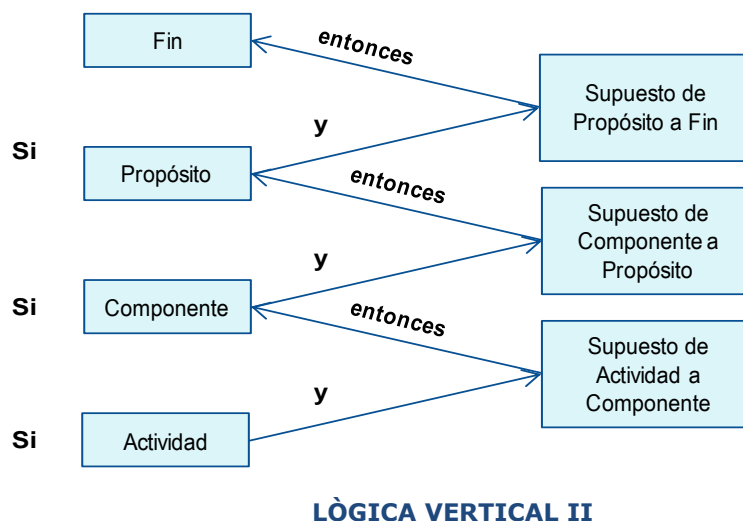 Fin
entonces
Supuesto de
Propósito a Fin
y
Si
Propósito
entonces
Supuesto de
Componente a
Propósito
y
Si
Componente
entonces
Supuesto de
Actividad a
Componente
y
Si
Actividad
LÒGICA VERTICAL II